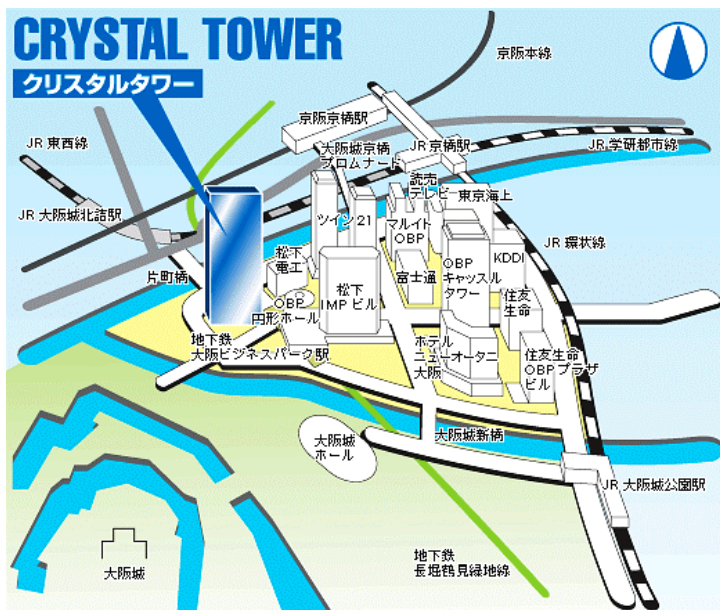 CRYSTAL TOWER
クリスタルタワー
京阪本線
京阪京橋駅
JR 東西線
大阪城京橋
プロムナード
JR 京橋駅
JR 学研都市線
読売
テレビ
東京海上
JR 大阪城北詰駅
ツイン21
マルイト
OBP
JR 環状線
松下
電工
KDDI
片町橋
富士通
OBP
キャッスル
タワー
松下
IMP ビル
住友
生命
OBP
円形ホール
地下鉄
大阪ビジネスパーク駅
ホテル
ニューオータニ
大阪
住友生命
OBP プラザ
ビル
大阪城
ホール
大阪城新橋
JR 大阪城公園駅
地下鉄
長堀鶴見緑地線
大阪城